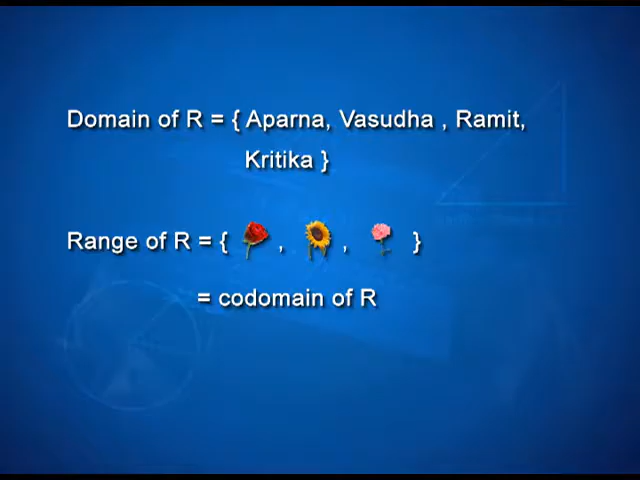 Domain of R = { Aparna, Vasudha , Ramit,
Kritika }
Range of R = { , , }
= codomain of R